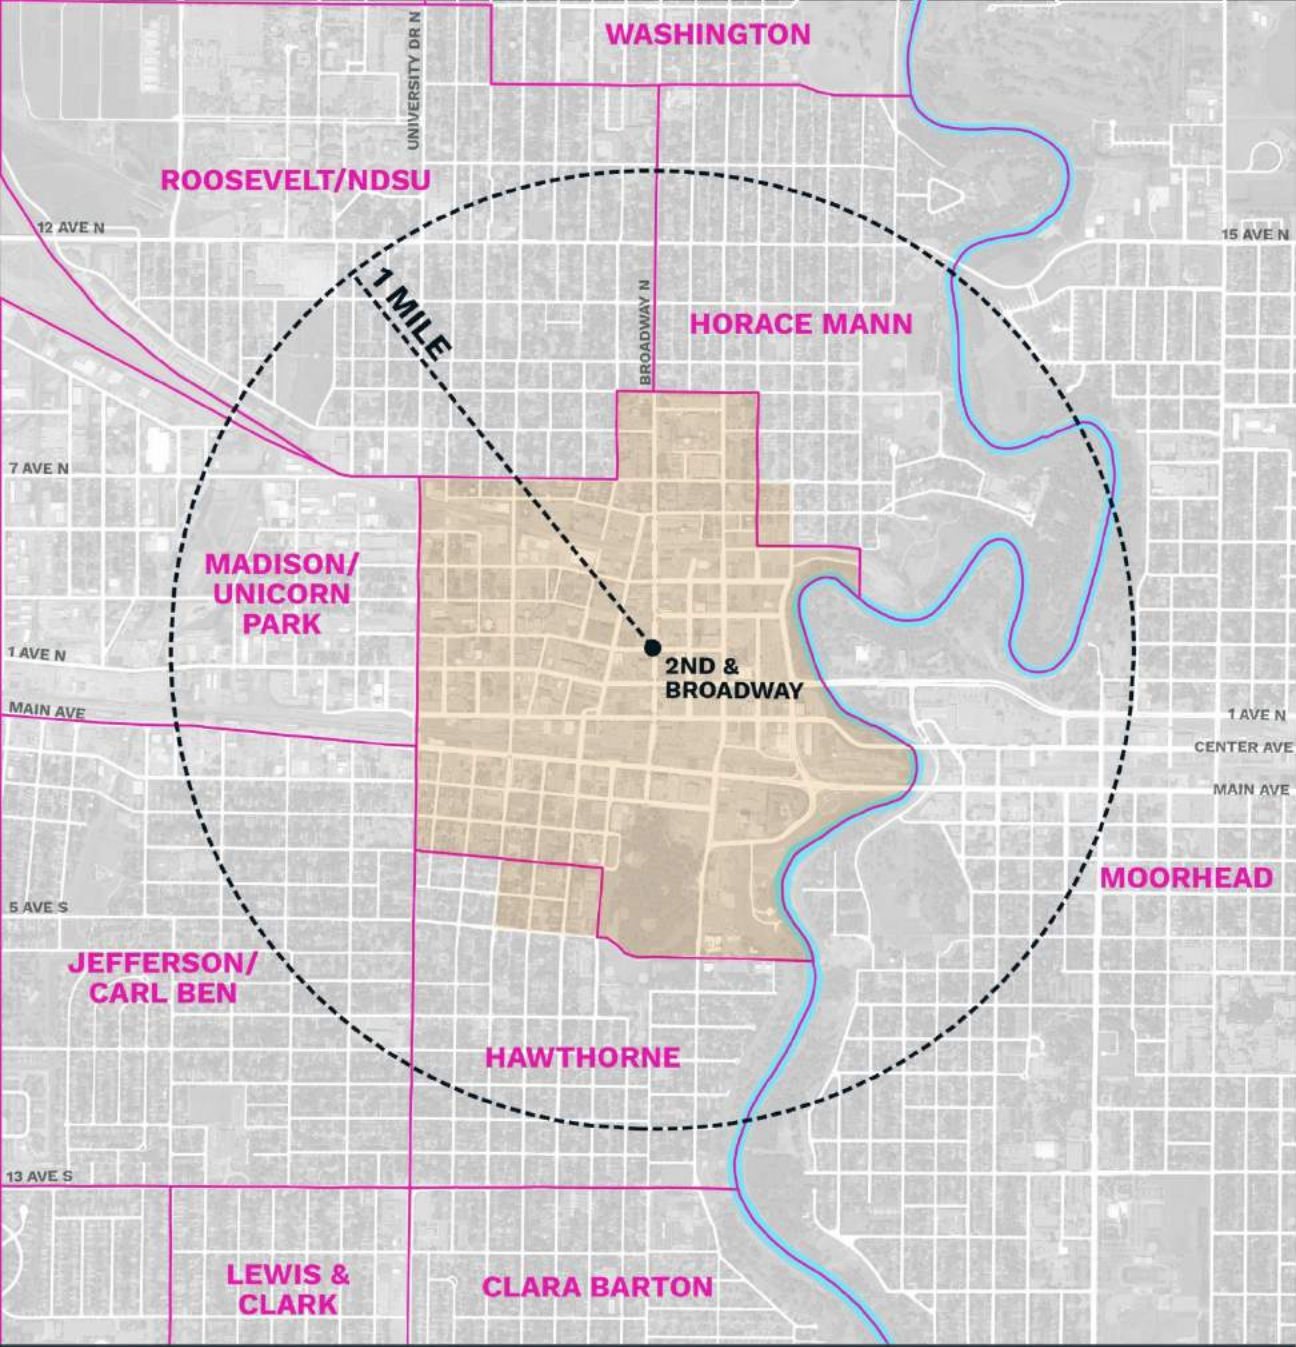 WASHINGTON
UNIVERSITY DR N
ROOSEVELT/NDSU
12 AVE N
15 AVE N
1 MILE
BROADWAY N
HORACE MANN
7 AVE N
MADISON/
UNICORN
PARK
1 AVE N
2ND &
BROADWAY
MAIN AVE
1 AVE N
CENTER AVE
MAIN AVE
MOORHEAD
5 AVE S
JEFFERSON/
CARL BEN
HAWTHORNE
13 AVE S
LEWIS &
CLARK
CLARA BARTON